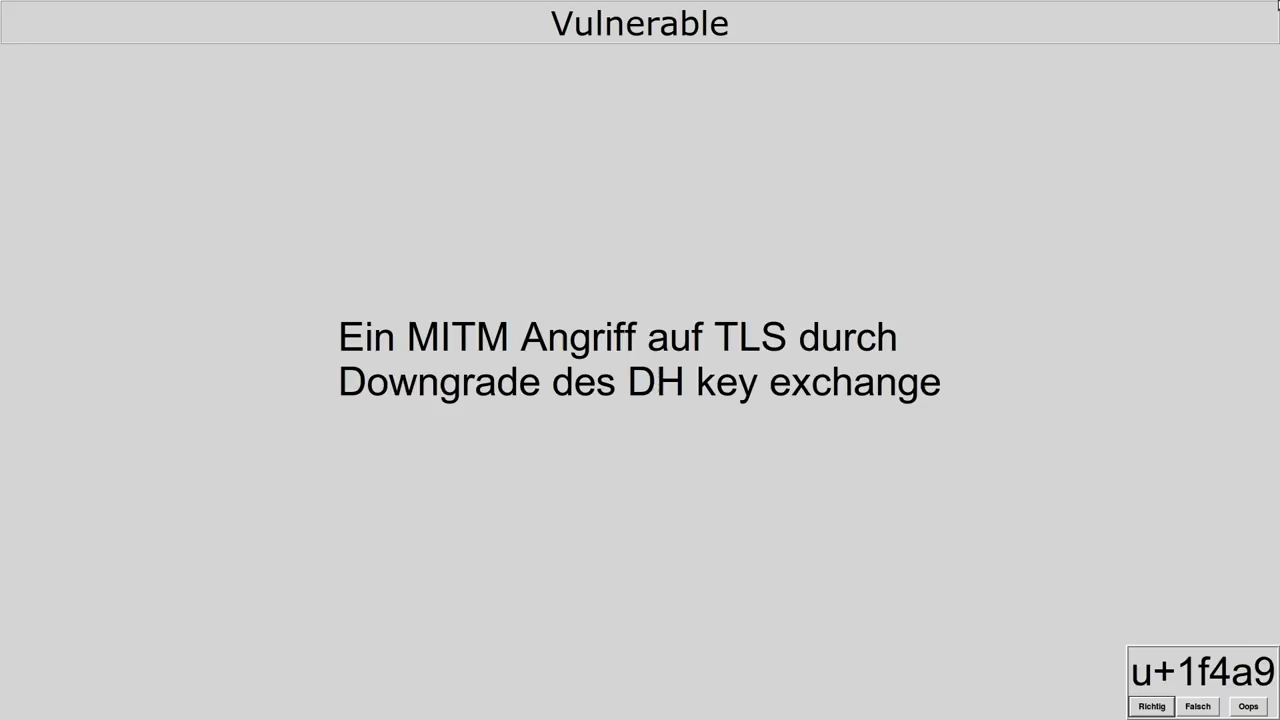 Vulnerable
Ein MITM Angriff auf TLS durch
Downgrade des DH key exchange
u+1f4a9
Richtig Falsch Oops